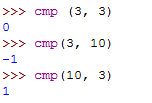 >>> cmp (3, 3)
0
>>> cmp(3, 10)
-1
>>> cmp(10, 3)
1